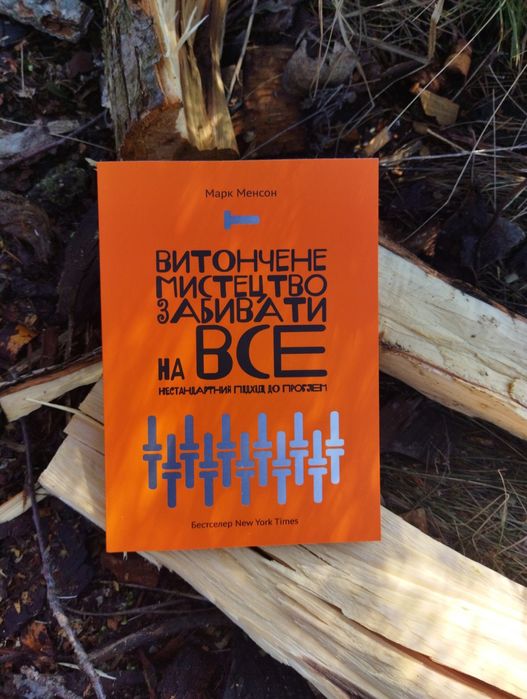 Марк Менсон
ВИТОНЧЕНЕ
МИСТЕЦТВО
ЗАБИВАТИ
НА ВСЕ
НЕСТАНДАРТНИЙ ПІДХІД ДО ПРОБЛЕМ
Бестселер New York Times